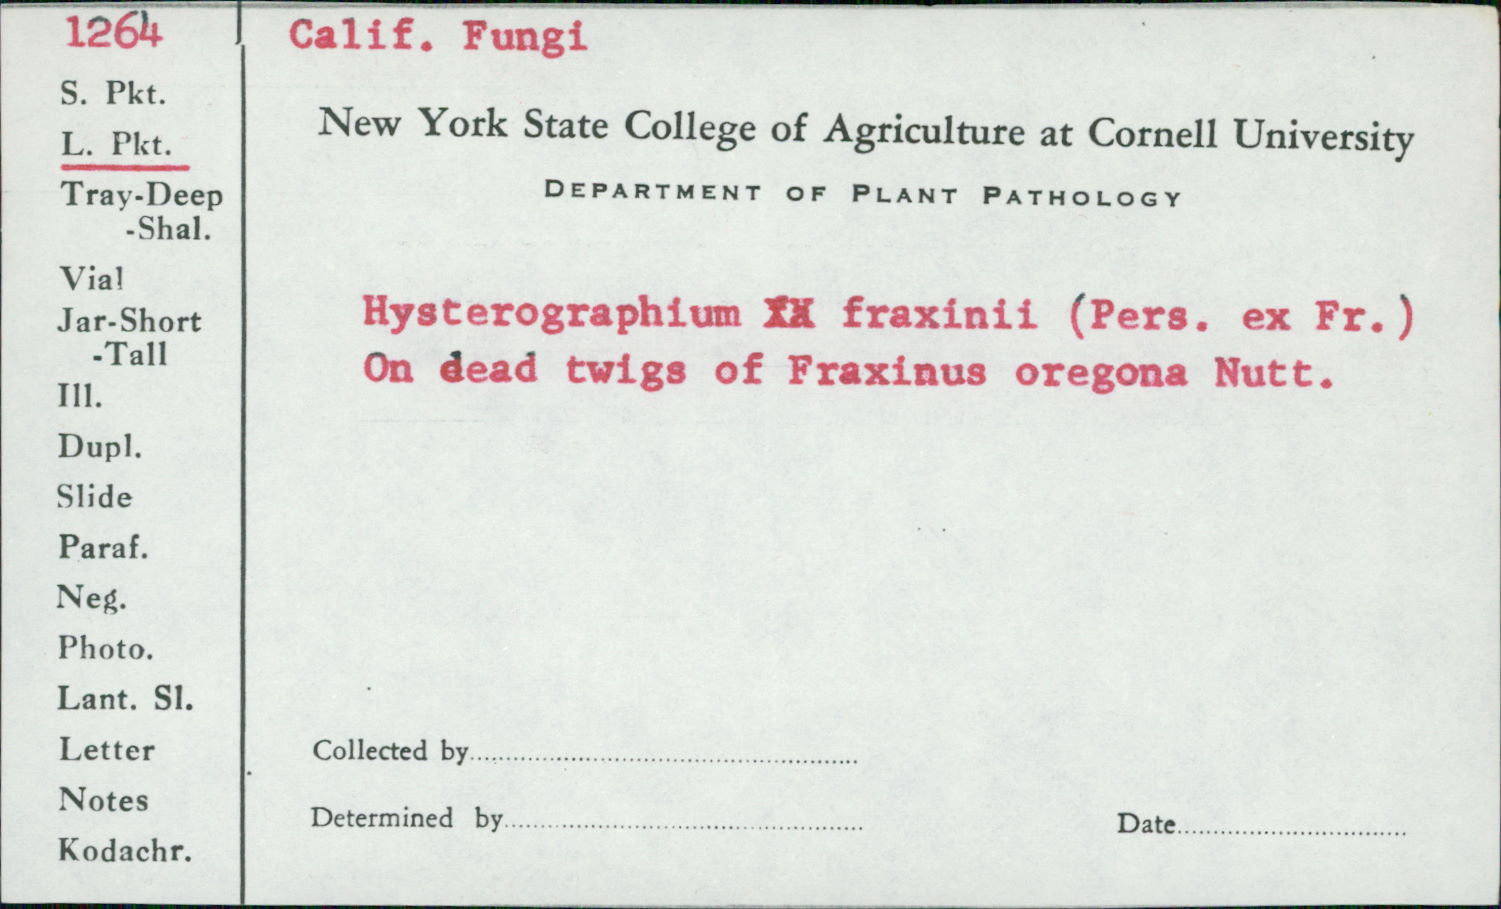 1264
Calif. Fungi
S. Pkt.
L. Pkt.
Tray-Deep
-Shal.
Vial
Jar-Short
-Tall
Ill.
Dupl.
Slide
Paraf.
Neg.
Photo.
Lant. Sl.
Letter
Notes
Kodachr.
New York State College of Agriculture at Cornell University
DEPARTMENT OF PLANT PATHOLOGY
Hysterographium fraxinii (Pers. ex Fr.)
On dead twigs of Fraxinus oregona Nutt.
Collected by
Determined by
Date